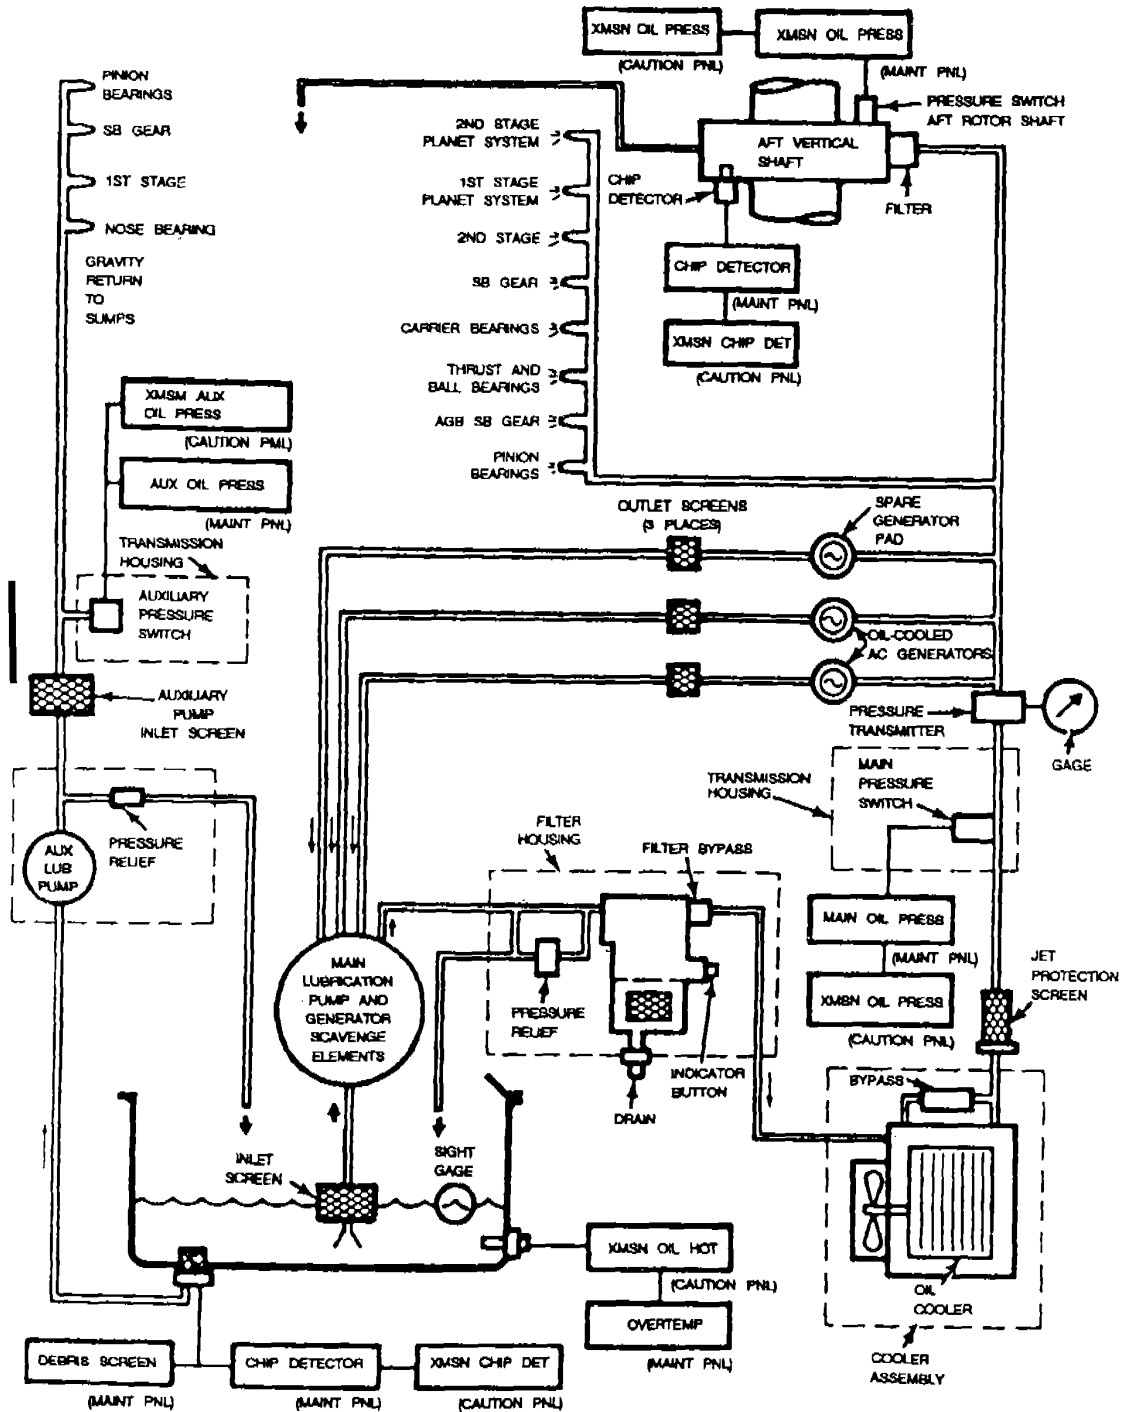 XMSN OIL PRESS
(CAUTION PNL)
XMSN OIL PRESS
(MAINT PNL)
PRESSURE SWITCH
AFT ROTOR SHAFT
AFT VERTICAL
SHAFT
FILTER
CHIP
DETECTOR
CHIP DETECTOR
(MAINT PNL)
XMSN CHIP DET
(CAUTION PNL)
PINION
BEARINGS
SB GEAR
1ST STAGE
NOSE BEARING
GRAVITY
RETURN
TO
SUMPS
2ND STAGE
PLANET SYSTEM
1ST STAGE
PLANET SYSTEM
2ND STAGE
SB GEAR
CARRIER BEARINGS
THRUST AND
BALL BEARINGS
AGB SB GEAR
PINION
BEARINGS
XMSM AUX
OIL PRESS
(CAUTION PML)
AUX OIL PRESS
(MAINT PNL)
TRANSMISSION
HOUSING
AUXILIARY
PRESSURE
SWITCH
AUXILIARY
PUMP
INLET SCREEN
OUTLET SCREENS
(3 PLACES)
SPARE
GENERATOR
PAD
OIL-COOLED
AC GENERATORS
PRESSURE
TRANSMITTER
GAGE
TRANSMISSION
HOUSING
MAIN
PRESSURE
SWITCH
AUX
LUB
PUMP
PRESSURE
RELIEF
FILTER
HOUSING
FILTER BYPASS
MAIN OIL PRESS
(MAINT PNL)
XMSN OIL PRESS
(CAUTION PNL)
JET
PROTECTION
SCREEN
MAIN
LUBRICATION
PUMP AND
GENERATOR
SCAVENGE
ELEMENTS
PRESSURE
RELIEF
INDICATOR
BUTTON
DRAIN
BYPASS
INLET
SCREEN
SIGHT
GAGE
XMSN OIL HOT
(CAUTION PNL)
OVERTEMP
(MAINT PNL)
OIL
COOLER
COOLER
ASSEMBLY
DEBRIS SCREEN
(MAINT PNL)
CHIP DETECTOR
(MAINT PNL)
XMSN CHIP DET
(CAUTION PNL)